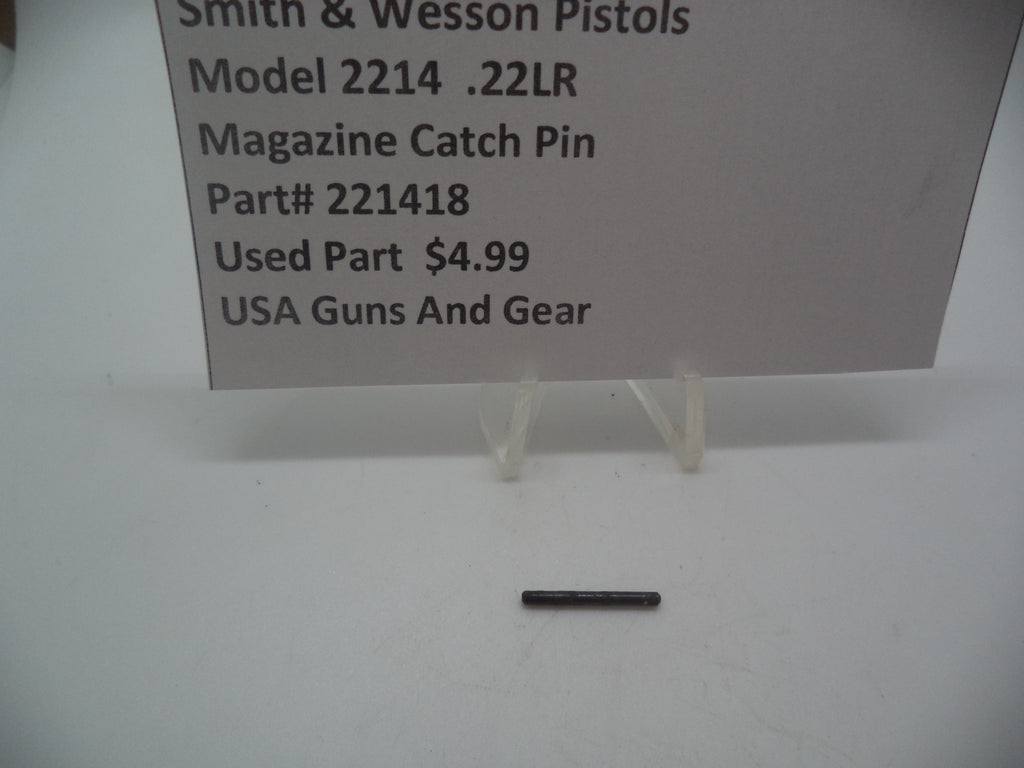 Smith & Wesson Pistols
Model 2214 .22LR
Magazine Catch Pin
Part# 221418
Used Part $4.99
USA Guns And Gear